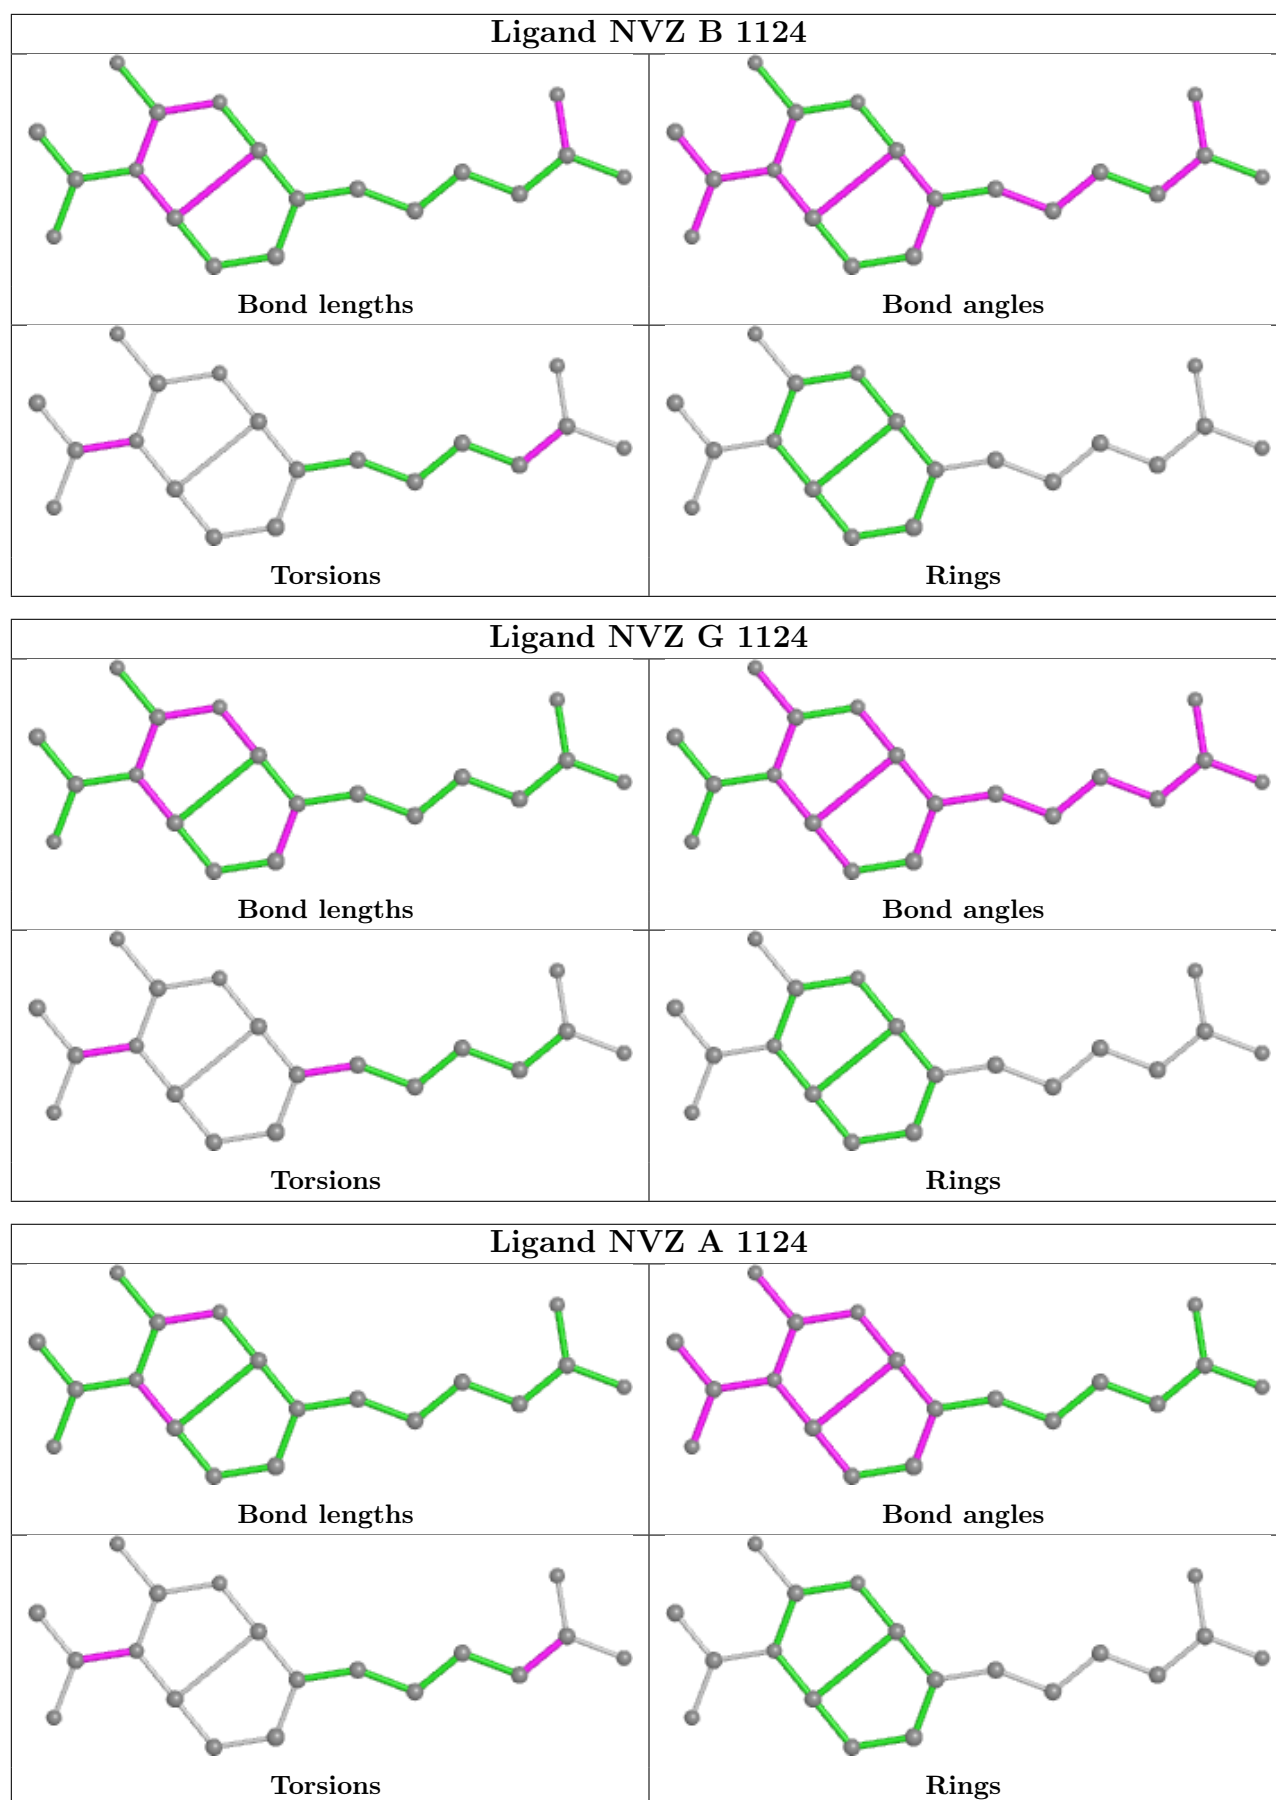 Ligand NVZ B 1124
Bond lengths
Bond angles
Torsions
Rings
Ligand NVZ G 1124
Bond lengths
Bond angles
Torsions
Rings
Ligand NVZ A 1124
Bond lengths
Bond angles
Torsions
Rings